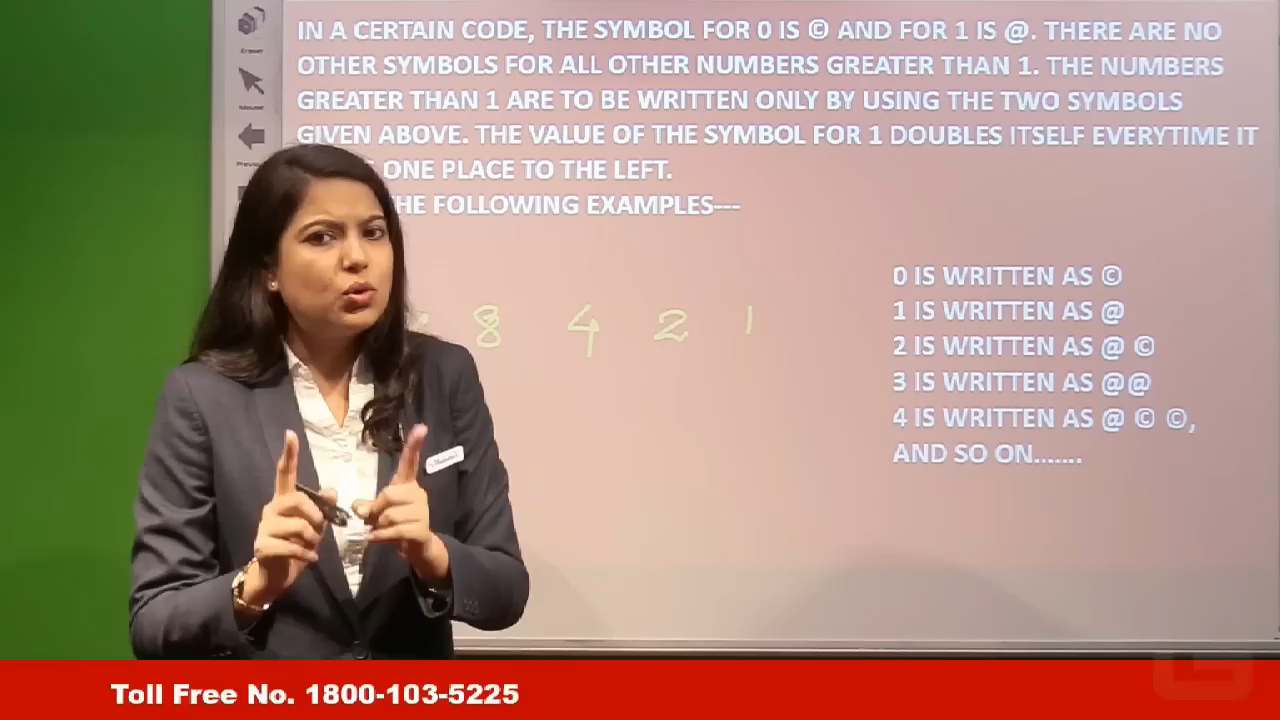 Eraser
Mouse
IN A CERTAIN CODE, THE SYMBOL FOR 0 IS © AND FOR 1 IS @. THERE ARE NO
OTHER SYMBOLS FOR ALL OTHER NUMBERS GREATER THAN 1. THE NUMBERS
GREATER THAN 1 ARE TO BE WRITTEN ONLY BY USING THE TWO SYMBOLS
GIVEN ABOVE. THE VALUE OF THE SYMBOL FOR 1 DOUBLES ITSELF EVERYTIME IT
ONE PLACE TO THE LEFT.
THE FOLLOWING EXAMPLES---
8 4 2 1
0 IS WRITTEN AS ©
1 IS WRITTEN AS @
2 IS WRITTEN AS @ ©
3 IS WRITTEN AS @@
4 IS WRITTEN AS @ © ©,
AND SO ON.......
Toll Free No. 1800-103-5225